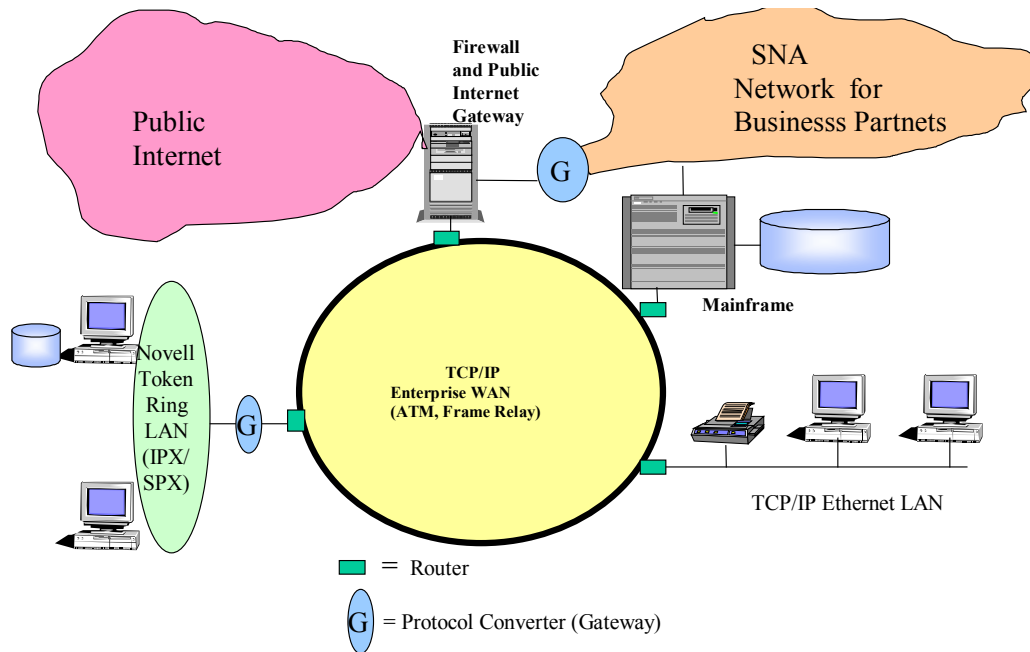 Firewall
and Public
Internet
Gateway
SNA
Network for
Businesss Partnets
Public
Internet
G
Mainframe
Novell
Token
Ring
LAN
(IPX/
SPX)
G
TCP/IP
Enterprise WAN
(ATM, Frame Relay)
TCP/IP Ethernet LAN
= Router
G = Protocol Converter (Gateway)